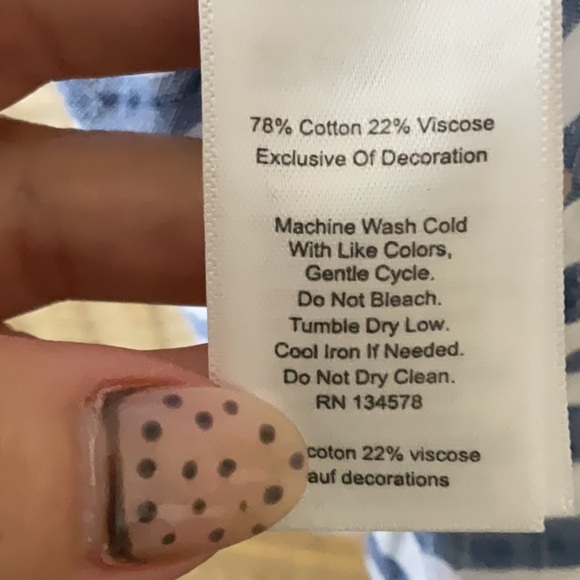 78% Cotton 22% Viscose
Exclusive Of Decoration
Machine Wash Cold
With Like Colors,
Gentle Cycle.
Do Not Bleach.
Tumble Dry Low.
Cool Iron If Needed.
Do Not Dry Clean.
RN 134578
coton 22% viscose
auf decorations